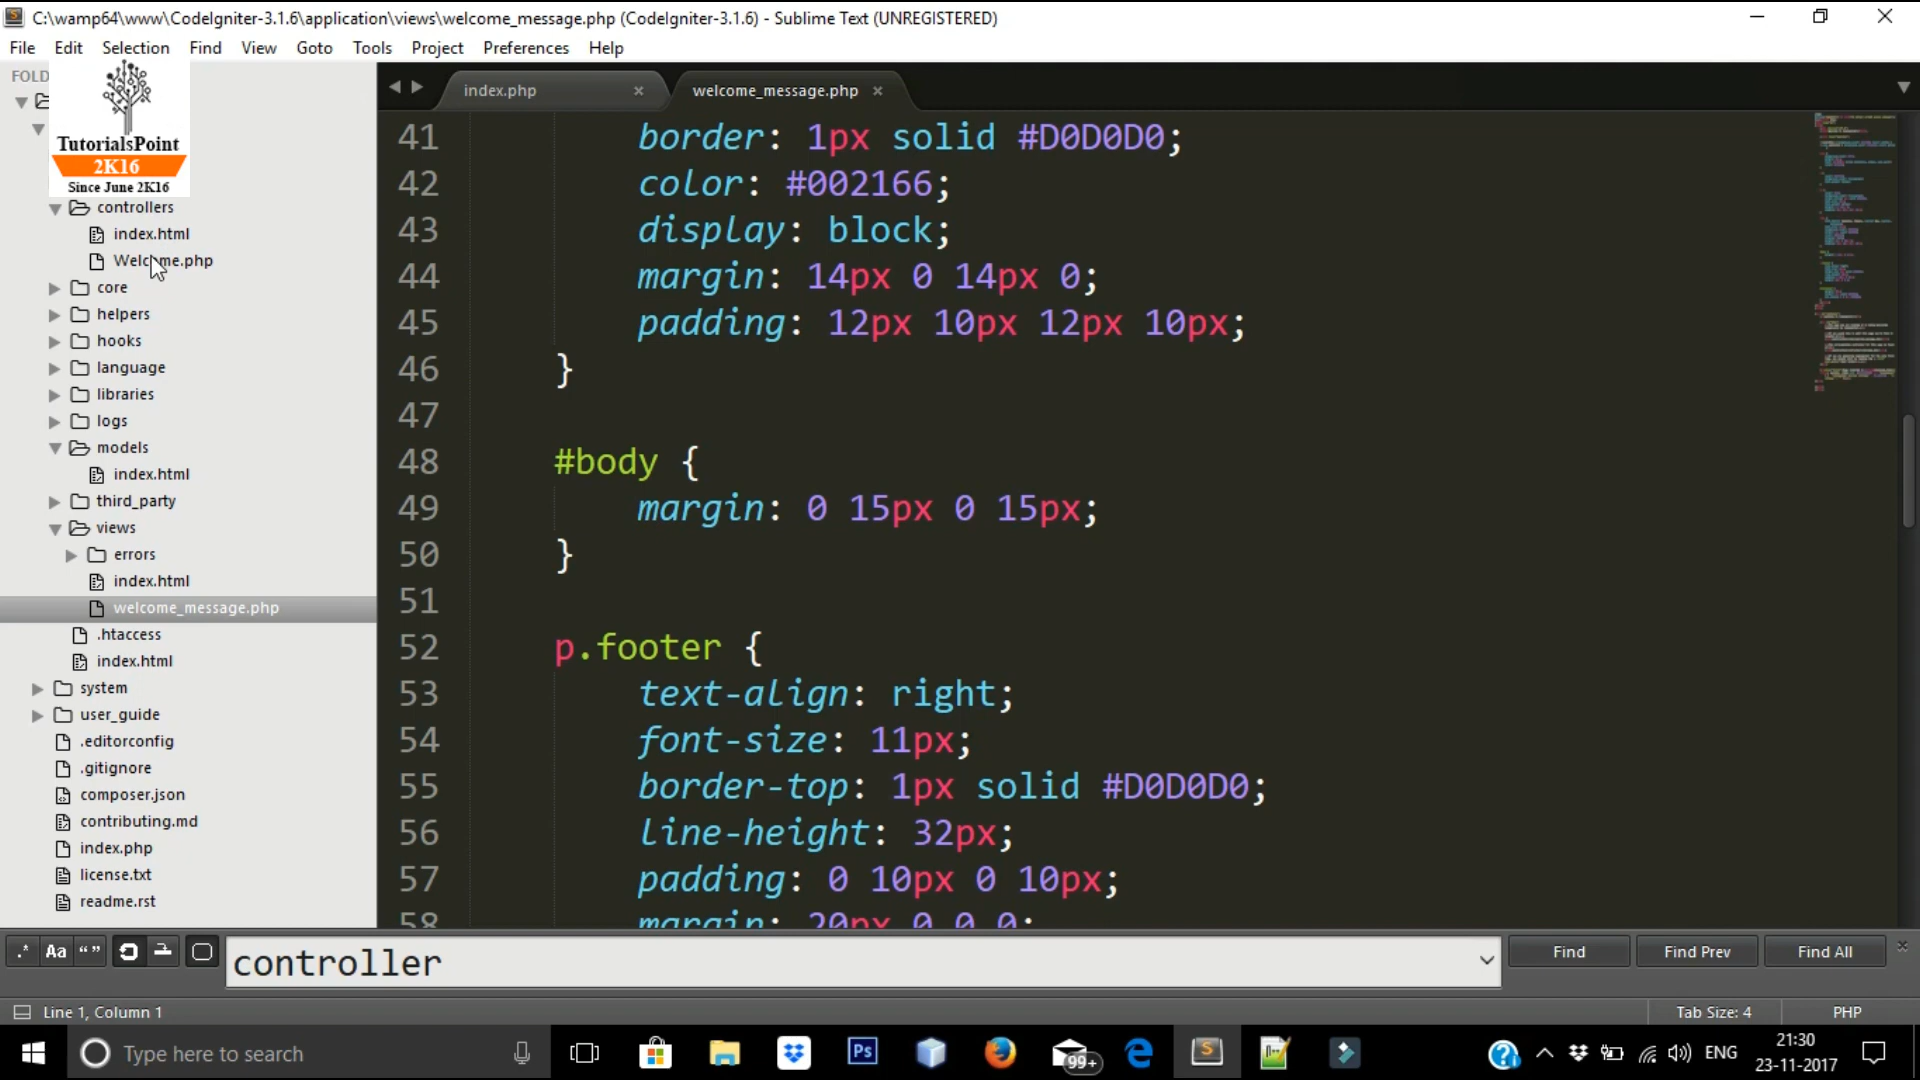 C:\wamp64\www\CodeIgniter-3.1.6\application\views\welcome_message.php (CodeIgniter-3.1.6) - Sublime Text (UNREGISTERED)
File Edit Selection Find View Goto Tools Project Preferences Help
FOLD
TutorialsPoint
2K16
Since June 2K16
controllers
index.html
Welcome.php
core
helpers
hooks
language
libraries
logs
models
index.html
third_party
views
errors
index.html
welcome_message.php
.htaccess
index.html
system
user_guide
.editorconfig
.gitignore
composer.json
contributing.md
index.php
license.txt
readme.rst
index.php welcome_message.php
41 border: 1px solid #D0D0D0;
42 color: #002166;
43 display: block;
44 margin: 14px 0 14px 0;
45 padding: 12px 10px 12px 10px;
46 }
47
48 #body {
49 margin: 0 15px 0 15px;
50 }
51
52 p.footer {
53 text-align: right;
54 font-size: 11px;
55 border-top: 1px solid #D0D0D0;
56 line-height: 32px;
57 padding: 0 10px 0 10px;
58 margin: 20px 0 0 0;
.* Aa “ ” controller Find Find Prev Find All
Line 1, Column 1 Tab Size: 4 PHP
Type here to search Ps 99+ S ENG 21:30
23-11-2017